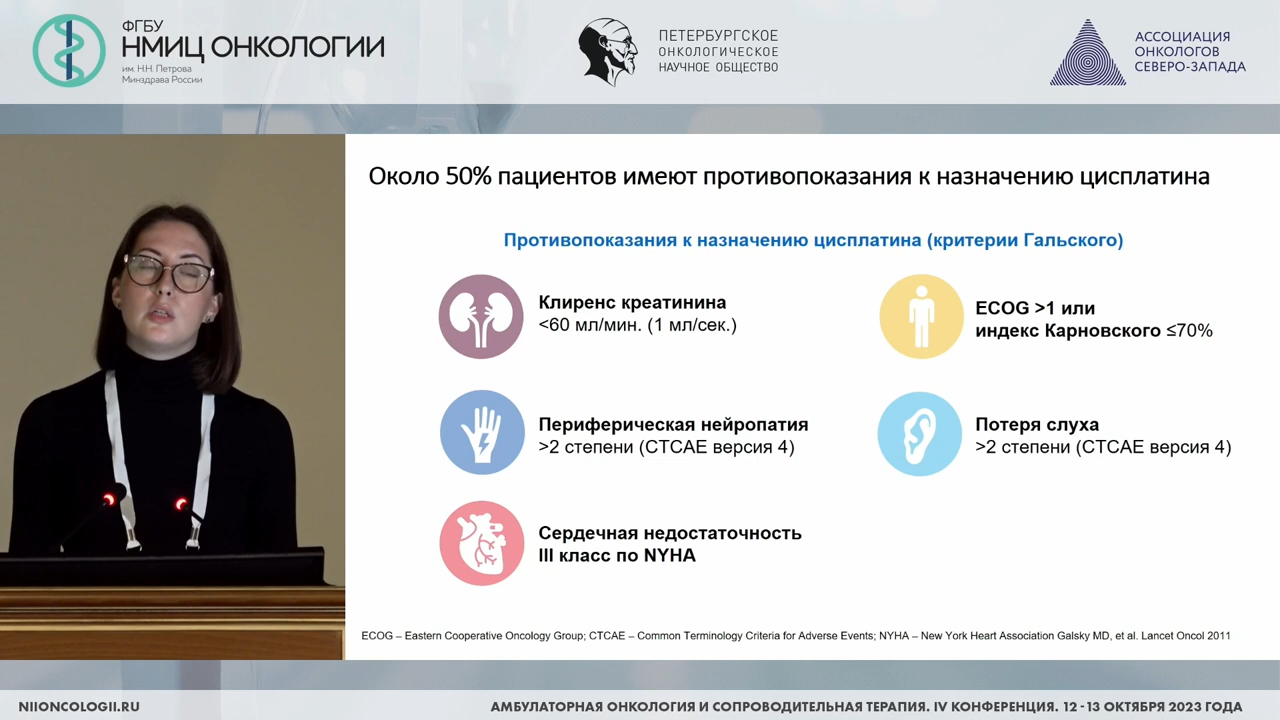 ФГБУ
НМИЦ ОНКОЛОГИИ
им. Н.Н. Петрова
Минздрава России
ПЕТЕРБУРГСКОЕ
ОНКОЛОГИЧЕСКОЕ
НАУЧНОЕ ОБЩЕСТВО
АССОЦИАЦИЯ
ОНКОЛОГОВ
СЕВЕРО-ЗАПАДА
Около 50% пациентов имеют противопоказания к назначению цисплатина
Противопоказания к назначению цисплатина (критерии Гальского)
Клиренс креатинина
<60 мл/мин. (1 мл/сек.)
ECOG >1 или
индекс Карновского ≤70%
Периферическая нейропатия
>2 степени (CTCAE версия 4)
Потеря слуха
>2 степени (CTCAE версия 4)
Сердечная недостаточность
III класс по NYHA
ECOG – Eastern Cooperative Oncology Group; CTCAE – Common Terminology Criteria for Adverse Events; NYHA – New York Heart Association Galsky MD, et al. Lancet Oncol 2011
NIIONCOLOGII.RU
АМБУЛАТОРНАЯ ОНКОЛОГИЯ И СОПРОВОДИТЕЛЬНАЯ ТЕРАПИЯ. IV КОНФЕРЕНЦИЯ. 12-13 ОКТЯБРЯ 2023 ГОДА